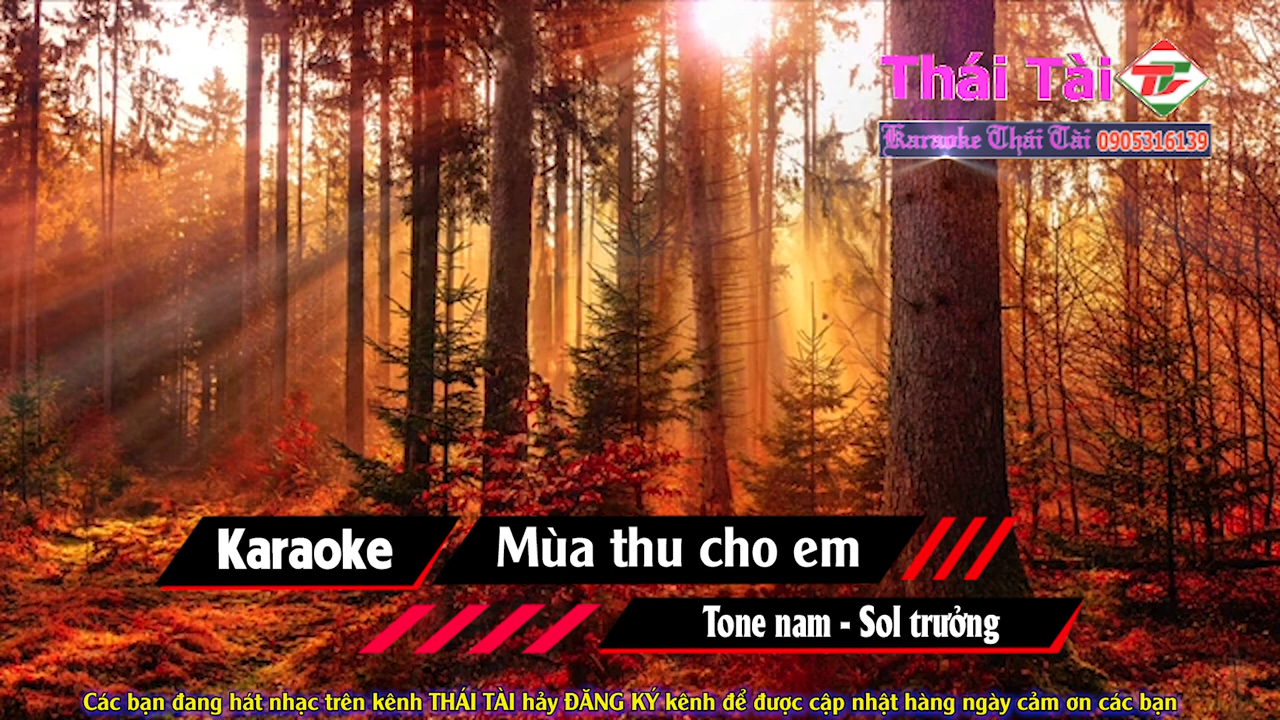 Thái Tài
Karaoke Thái Tài 0905316139
Karaoke Mùa thu cho em
Tone nam - Sol trưởng
Các bạn đang hát nhạc trên kênh THÁI TÀI hảy ĐĂNG KÝ kênh để được cập nhật hàng ngày cảm ơn các bạn